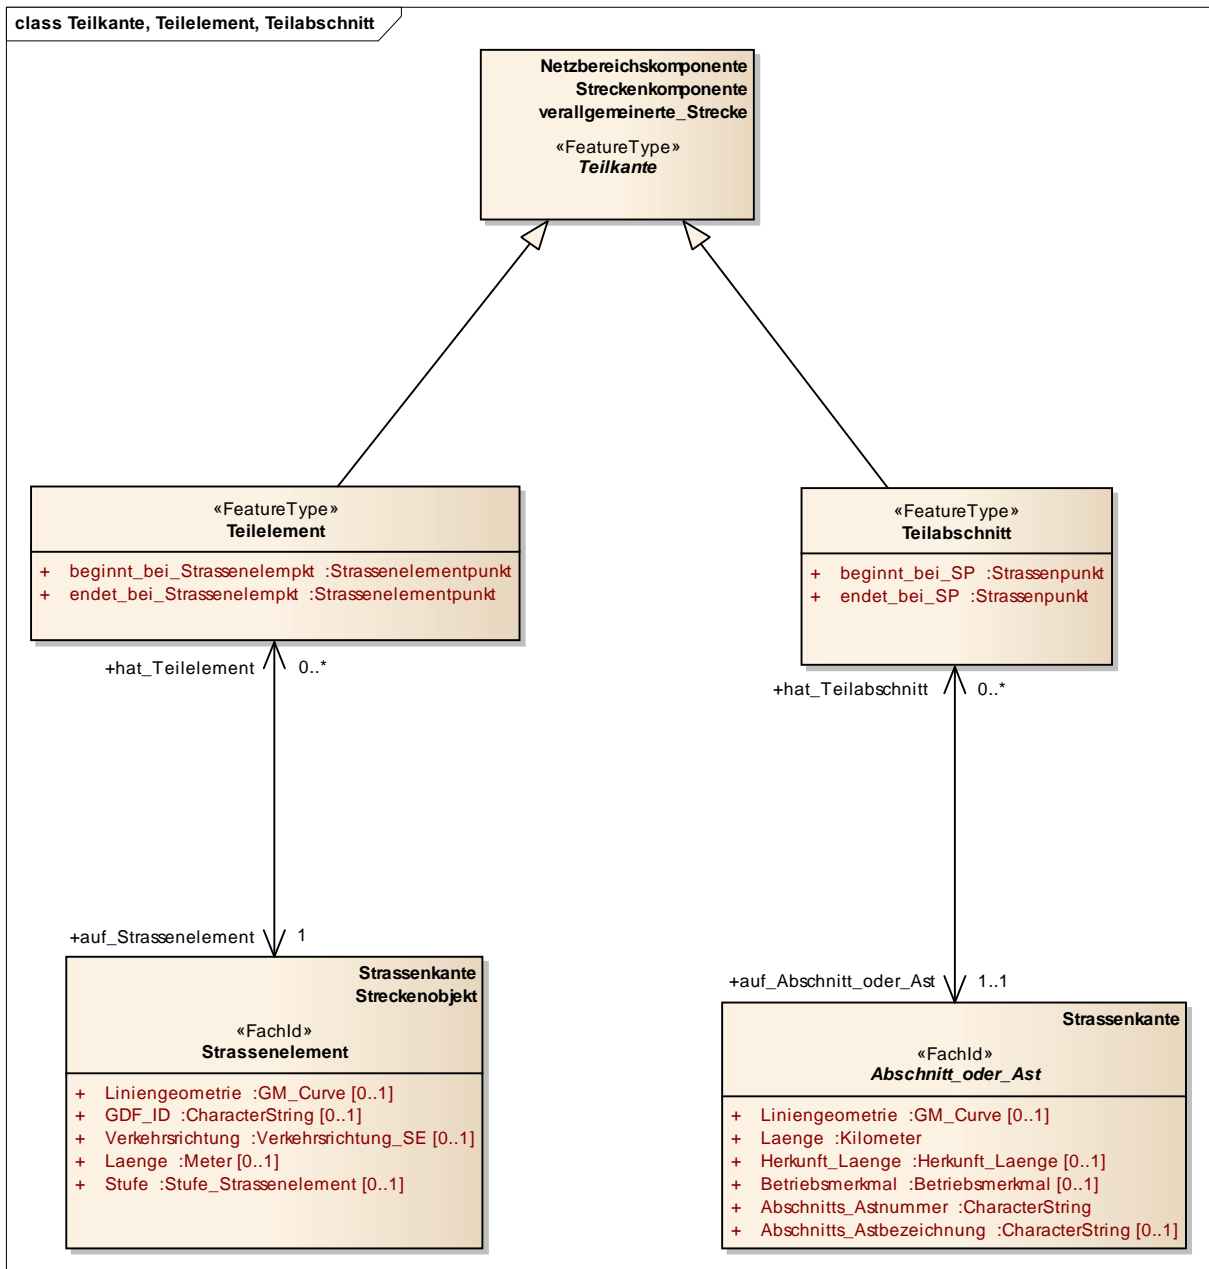 class Teilkante, Teilelement, Teilabschnitt
Netzbereichskomponente
Streckenkomponente
verallgemeinerte_Strecke
«FeatureType»
Teilkante
«FeatureType»
Teilelement
+ beginnt_bei_Strassenelempkt :Strassenelementpunkt
+ endet_bei_Strassenelempkt :Strassenelementpunkt
«FeatureType»
Teilabschnitt
+ beginnt_bei_SP :Strassenpunkt
+ endet_bei_SP :Strassenpunkt
+hat_Teilelement 0..*
+hat_Teilabschnitt 0..*
+auf_Strassenelement 1
+auf_Abschnitt_oder_Ast 1..1
Strassenkante
Streckenobjekt
«FachId»
Strassenelement
+ Liniengeometrie :GM_Curve [0..1]
+ GDF_ID :CharacterString [0..1]
+ Verkehrsrichtung :Verkehrsrichtung_SE [0..1]
+ Laenge :Meter [0..1]
+ Stufe :Stufe_Strassenelement [0..1]
Strassenkante
«FachId»
Abschnitt_oder_Ast
+ Liniengeometrie :GM_Curve [0..1]
+ Laenge :Kilometer
+ Herkunft_Laenge :Herkunft_Laenge [0..1]
+ Betriebsmerkmal :Betriebsmerkmal [0..1]
+ Abschnitts_Astnummer :CharacterString
+ Abschnitts_Astbezeichnung :CharacterString [0..1]